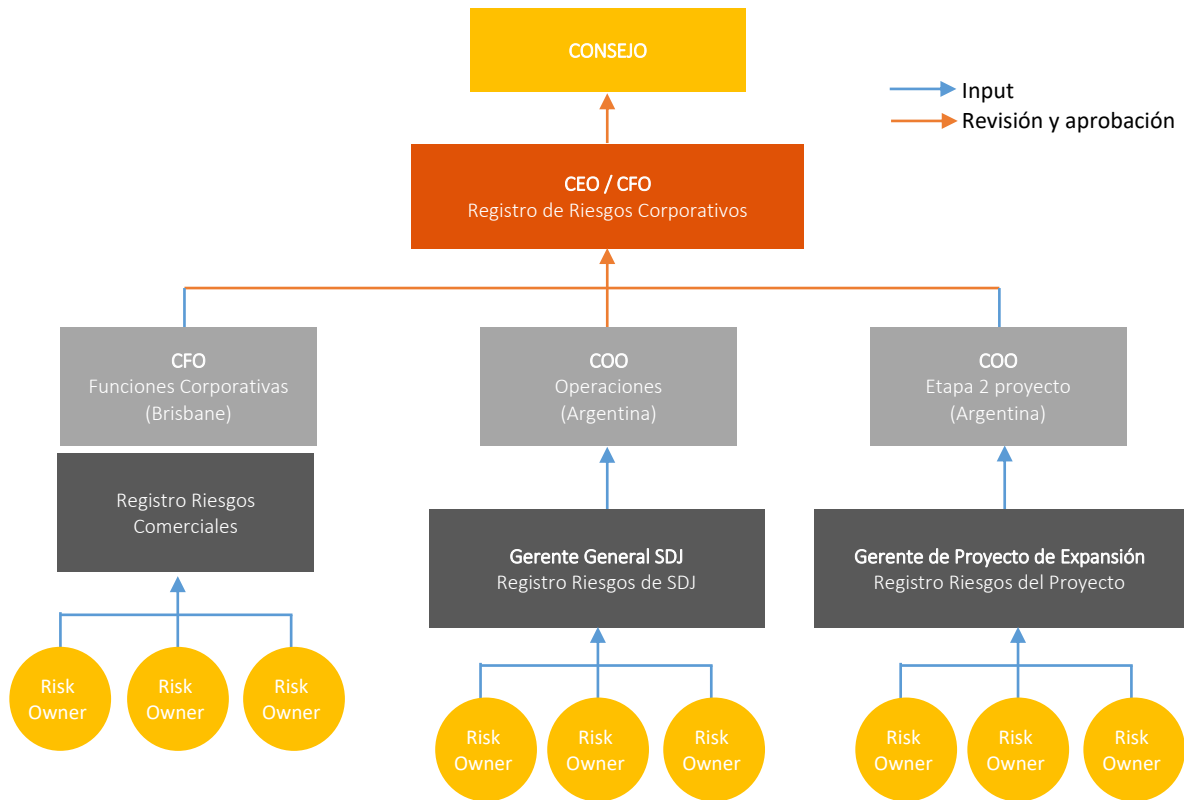 CONSEJO
Input
Revisión y aprobación
CEO / CFO
Registro de Riesgos Corporativos
CFO
Funciones Corporativas
(Brisbane)
COO
Operaciones
(Argentina)
COO
Etapa 2 proyecto
(Argentina)
Registro Riesgos
Comerciales
Gerente General SDJ
Registro Riesgos de SDJ
Gerente de Proyecto de Expansión
Registro Riesgos del Proyecto
Risk
Owner
Risk
Owner
Risk
Owner
Risk
Owner
Risk
Owner
Risk
Owner
Risk
Owner
Risk
Owner
Risk
Owner